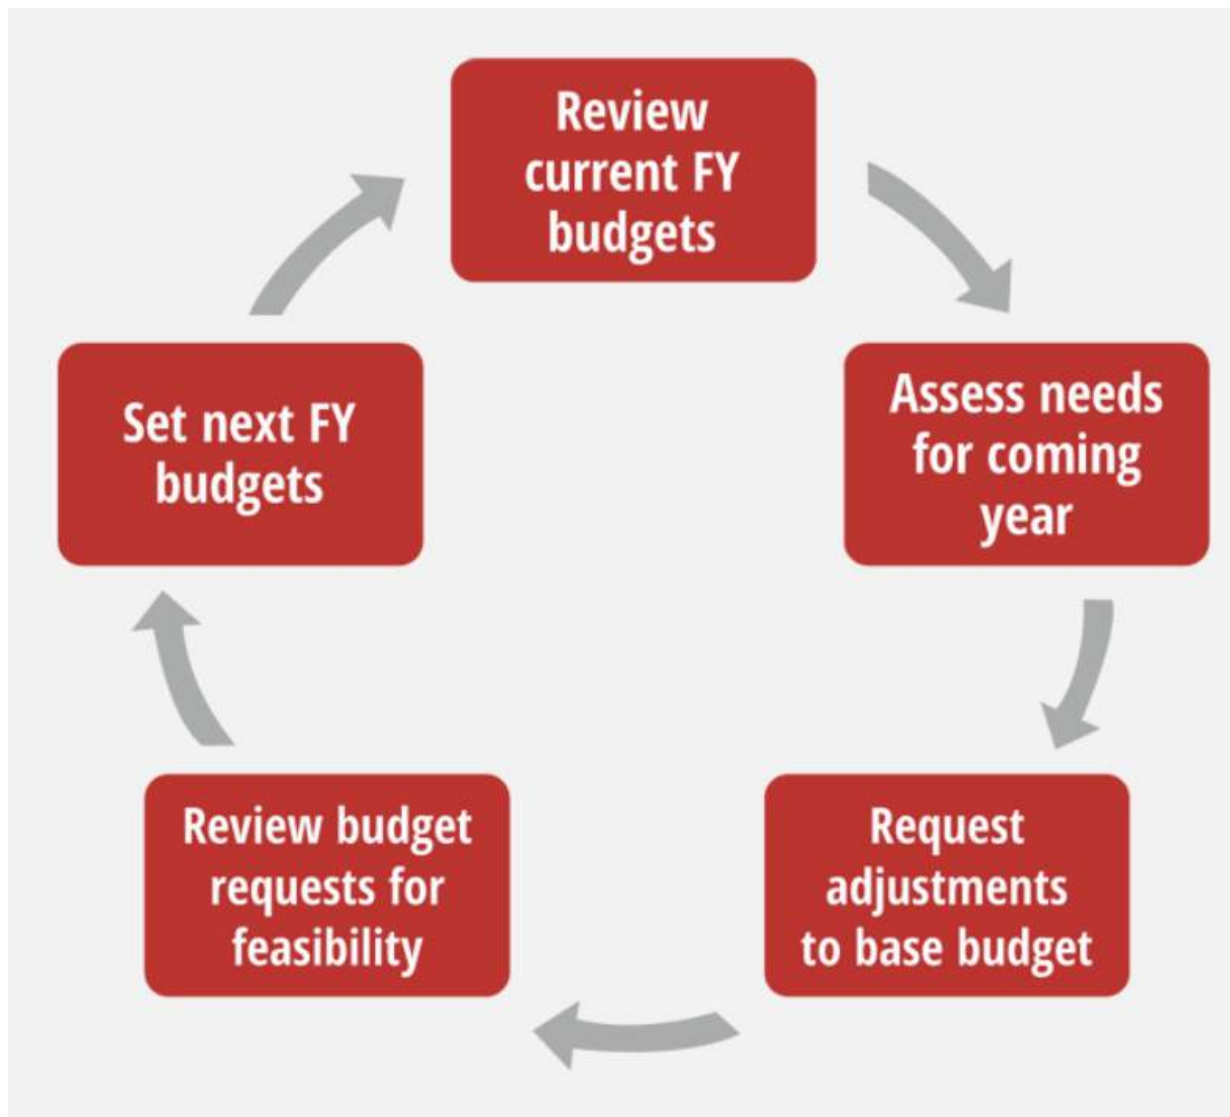 Review
current FY
budgets
Assess needs
for coming
year
Request
adjustments
to base budget
Review budget
requests for
feasibility
Set next FY
budgets